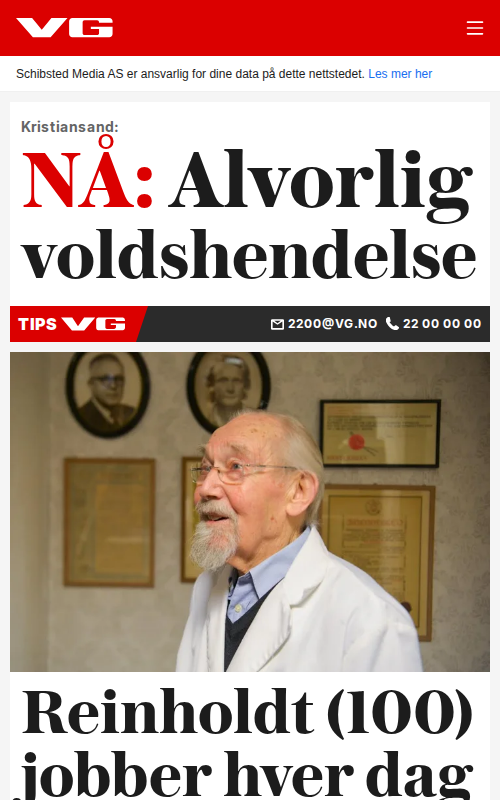 VG
Schibsted Media AS er ansvarlig for dine data på dette nettstedet. Les mer her
Kristiansand:
NÅ: Alvorlig
voldshendelse
TIPS VG
2200@VG.NO 22 00 00 00
Reinholdt (100)
jobber hver dag